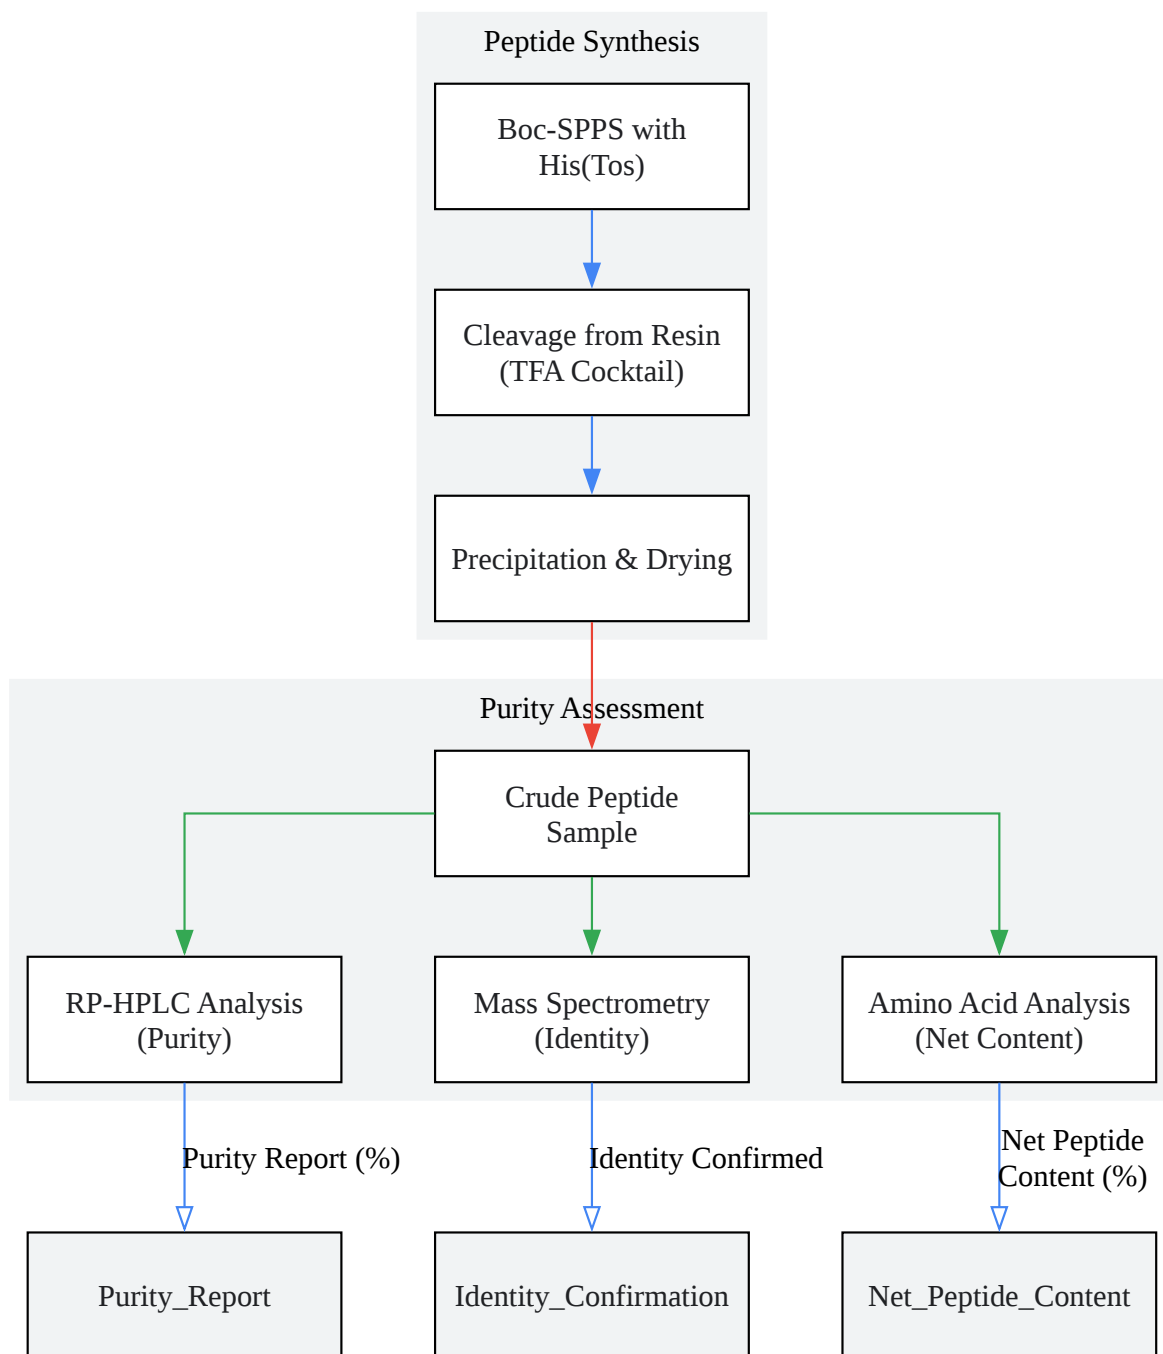 Peptide Synthesis
Boc-SPPS with
His(Tos)
Cleavage from Resin
(TFA Cocktail)
Precipitation & Drying
Purity Assessment
Crude Peptide
Sample
RP-HPLC Analysis
(Purity)
Mass Spectrometry
(Identity)
Amino Acid Analysis
(Net Content)
Purity Report (%)
Identity Confirmed
Net Peptide
Content (%)
Purity_Report
Identity_Confirmation
Net_Peptide_Content